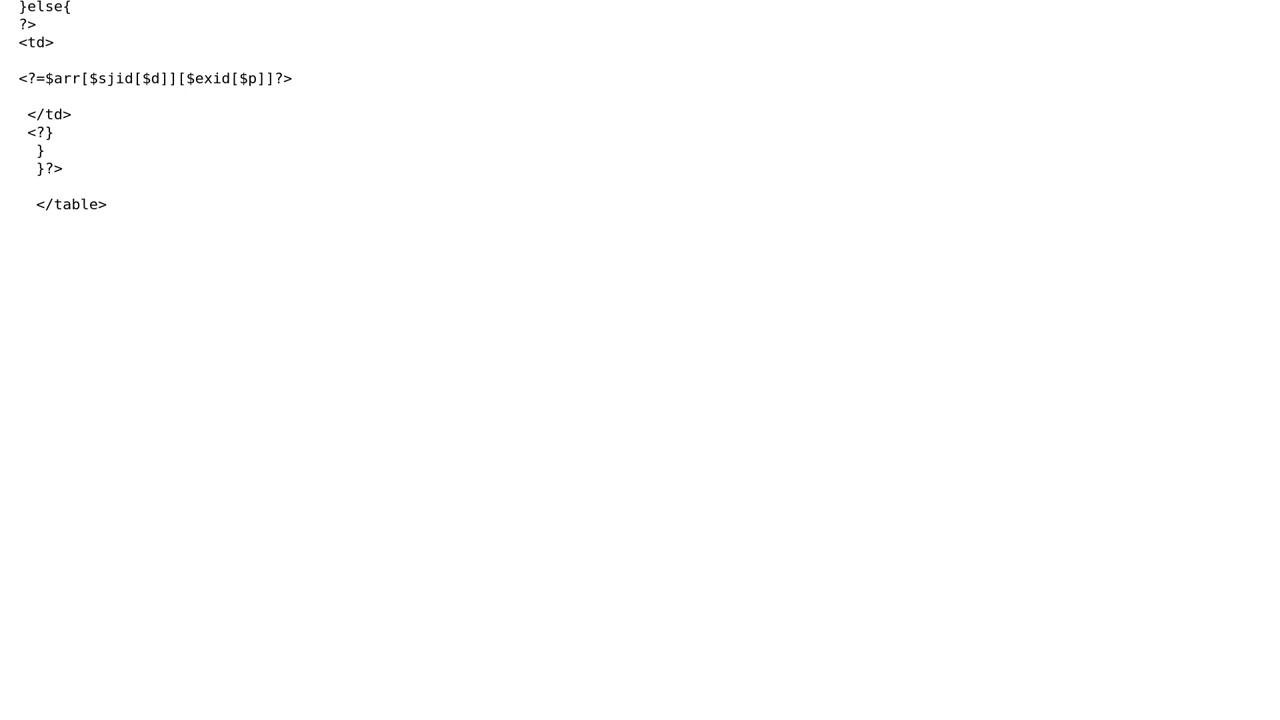 }else{
?>
<td>

<?=$arr[$sjid[$d]][$exid[$p]]?>

 </td>
 <?}
  }
  }?>

  </table>